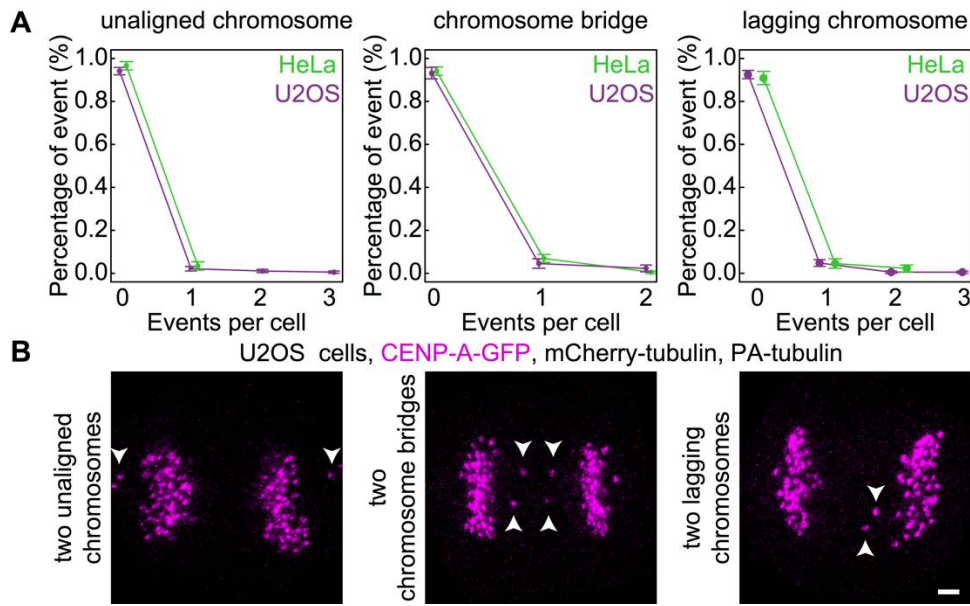 A
unaligned chromosome
Percentage of event (%)
1.0
0.8
0.6
0.4
0.2
0.0
HeLa
U2OS
0 1 2 3
Events per cell
chromosome bridge
Percentage of event (%)
1.0
0.8
0.6
0.4
0.2
0.0
HeLa
U2OS
0 1 2
Events per cell
lagging chromosome
Percentage of event (%)
1.0
0.8
0.6
0.4
0.2
0.0
HeLa
U2OS
0 1 2 3
Events per cell
B
U2OS cells, CENP-A-GFP, mCherry-tubulin, PA-tubulin
two unaligned
chromosomes
two
chromosome bridges
two lagging
chromosomes